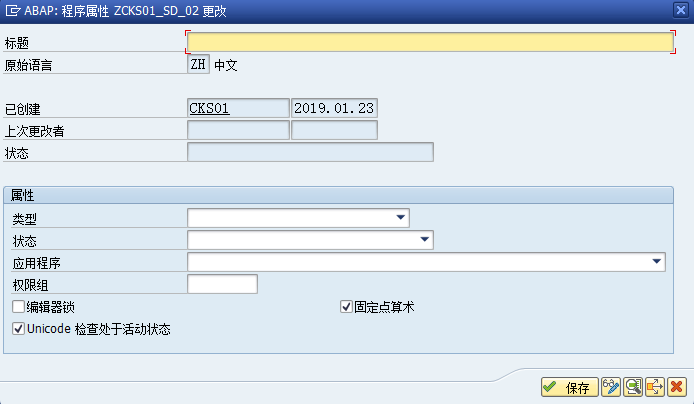 ABAP: 程序属性 ZCKS01_SD_02 更改
标题
原始语言 ZH 中文
已创建 CKS01 2019.01.23
上次更改者
状态
属性
类型
状态
应用程序
权限组
编辑器锁 固定点算术
Unicode 检查处于活动状态
保存